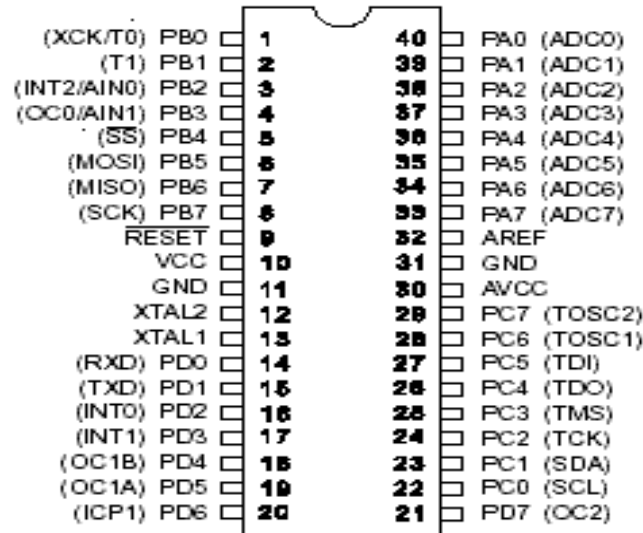 (XCK/T0) PB0 1 40 PA0 (ADC0)
(T1) PB1 2 39 PA1 (ADC1)
(INT2/AIN0) PB2 3 38 PA2 (ADC2)
(OC0/AIN1) PB3 4 37 PA3 (ADC3)
(SS) PB4 5 36 PA4 (ADC4)
(MOSI) PB5 6 35 PA5 (ADC5)
(MISO) PB6 7 34 PA6 (ADC6)
(SCK) PB7 8 33 PA7 (ADC7)
RESET 9 32 AREF
VCC 10 31 GND
GND 11 30 AVCC
XTAL2 12 29 PC7 (TOSC2)
XTAL1 13 28 PC6 (TOSC1)
(RXD) PD0 14 27 PC5 (TDI)
(TXD) PD1 15 26 PC4 (TDO)
(INT0) PD2 16 25 PC3 (TMS)
(INT1) PD3 17 24 PC2 (TCK)
(OC1B) PD4 18 23 PC1 (SDA)
(OC1A) PD5 19 22 PC0 (SCL)
(ICP1) PD6 20 21 PD7 (OC2)